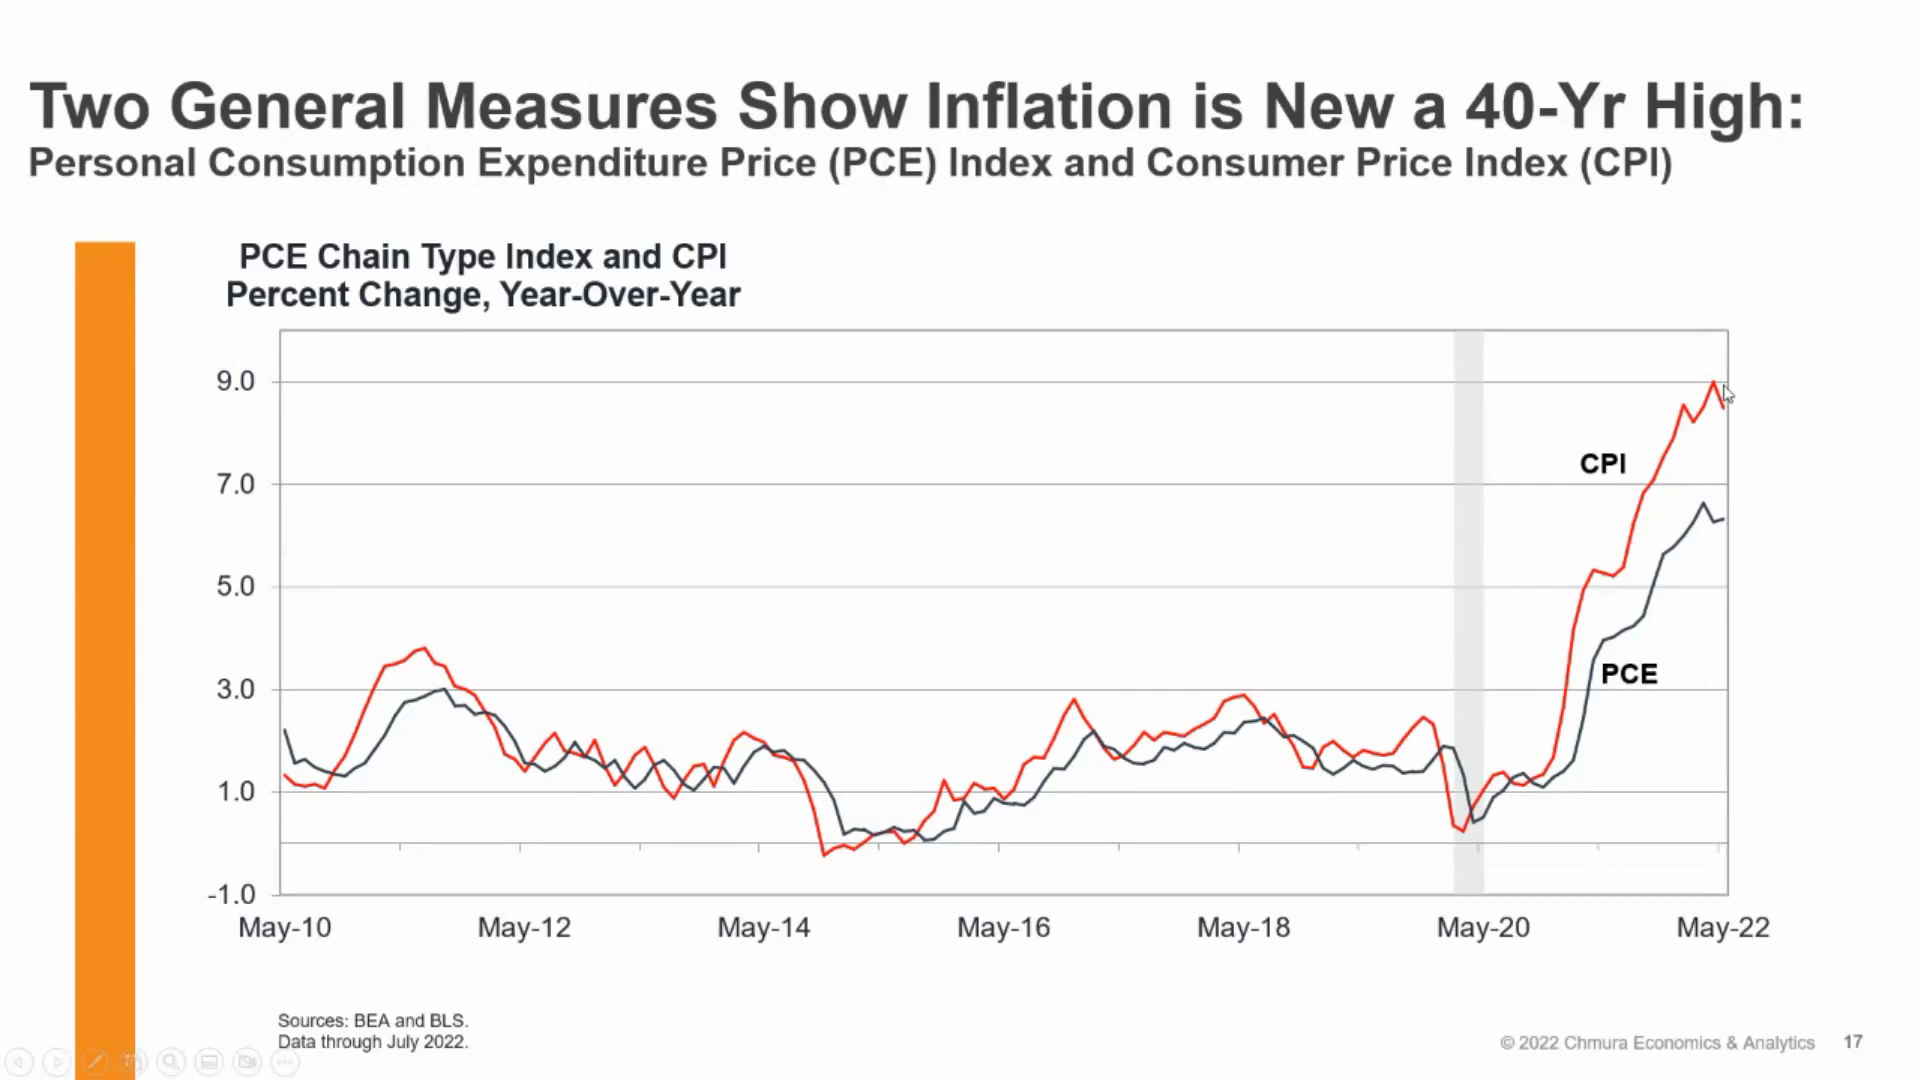 Two General Measures Show Inflation is New a 40-Yr High:
Personal Consumption Expenditure Price (PCE) Index and Consumer Price Index (CPI)
PCE Chain Type Index and CPI
Percent Change, Year-Over-Year
9.0
7.0
5.0
3.0
1.0
-1.0
CPI
PCE
May-10 May-12 May-14 May-16 May-18 May-20 May-22
Sources: BEA and BLS.
Data through July 2022.
© 2022 Chmura Economics & Analytics 17